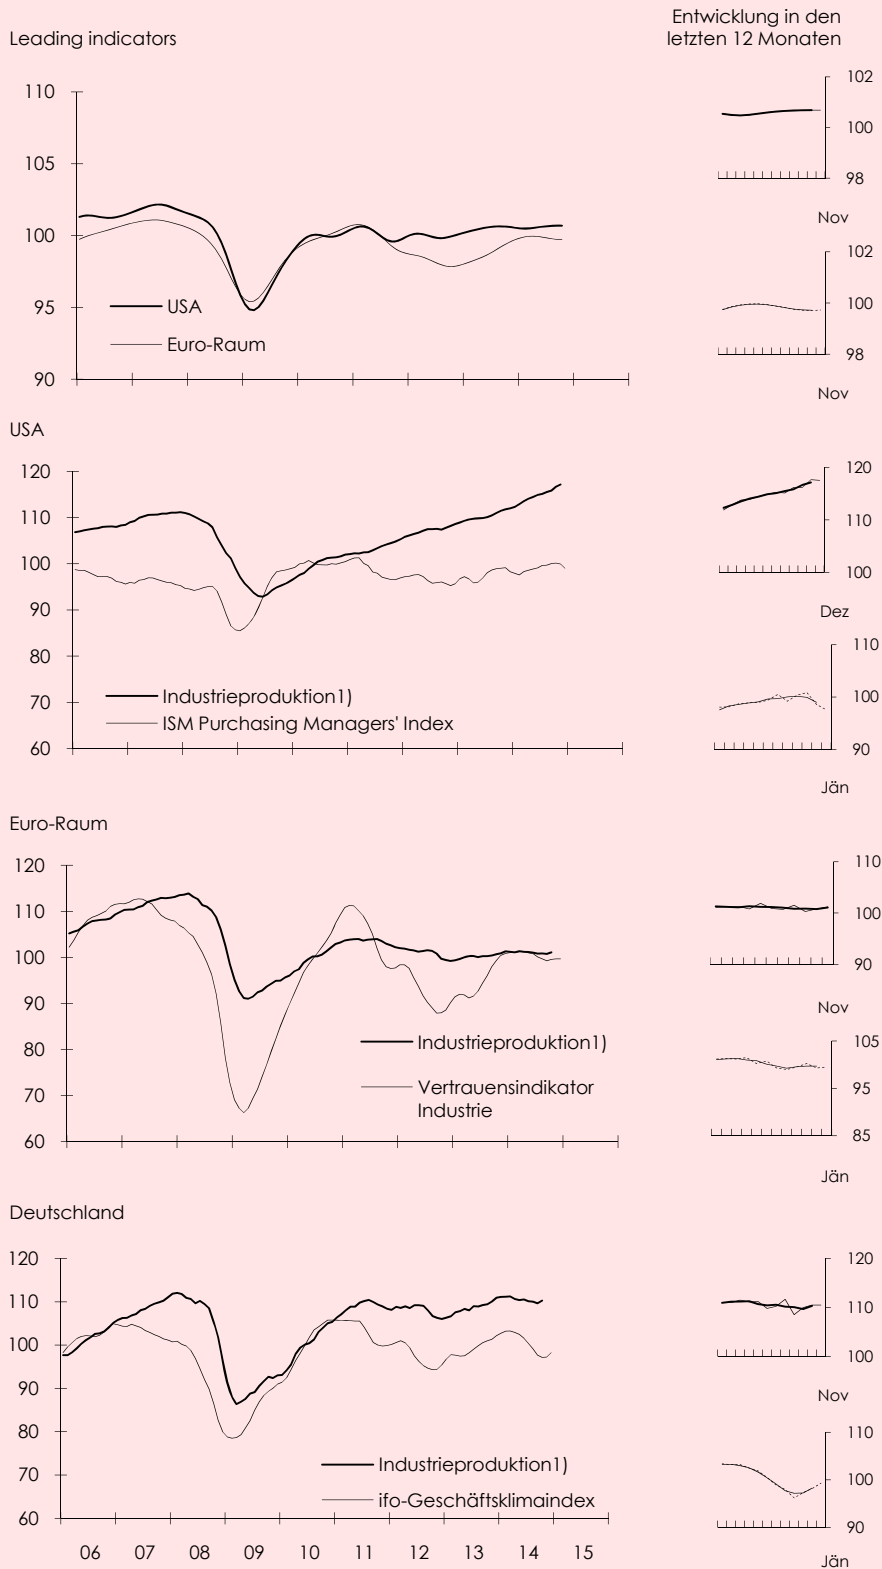 Entwicklung in den
letzten 12 Monaten
Leading indicators
110
105
100
95
90
USA
Euro-Raum
102
100
98
Nov
102
100
98
Nov
USA
120
110
100
90
80
70
60
Industrieproduktion1)
ISM Purchasing Managers' Index
120
110
100
Dez
110
100
90
Jän
Euro-Raum
120
110
100
90
80
70
60
Industrieproduktion1)
Vertrauensindikator
Industrie
110
100
90
Nov
105
95
85
Jän
Deutschland
120
110
100
90
80
70
60
Industrieproduktion1)
ifo-Geschäftsklimaindex
06 07 08 09 10 11 12 13 14 15
120
110
100
Nov
110
100
90
Jän